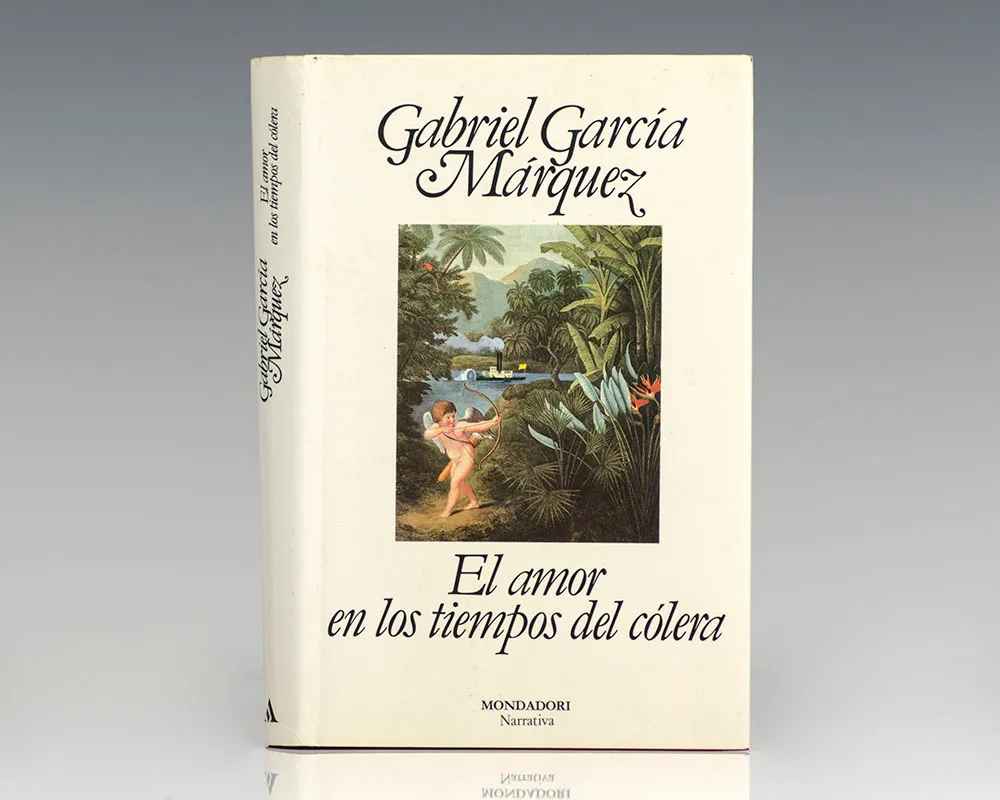 Gabriel García
Márquez
El amor
en los tiempos del cólera
MONDADORI
Narrativa
Gabriel García
Márquez
El amor
en los tiempos del cólera